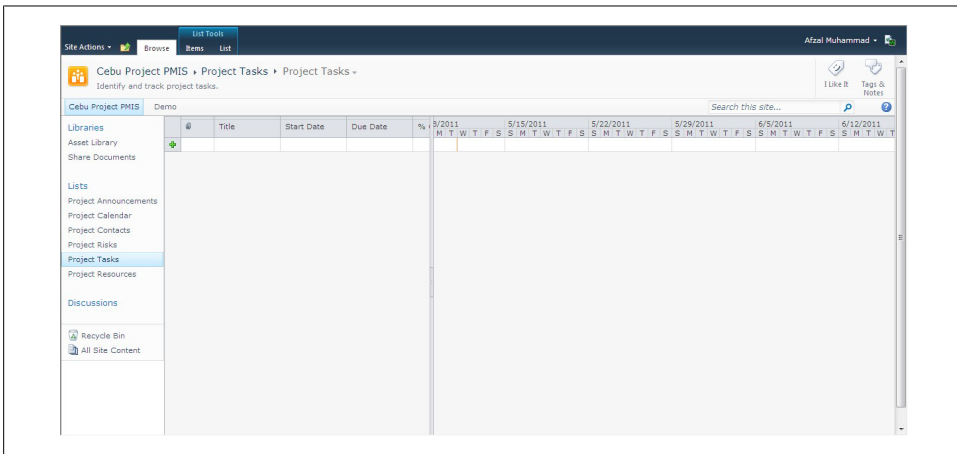 List Tools
Site Actions Browse Items List Afzal Muhammad
Cebu Project PMIS Project Tasks Project Tasks
Identify and track project tasks.
I Like It Tags & Notes
Cebu Project PMIS Demo Search this site...
Libraries
Asset Library
Share Documents
Lists
Project Announcements
Project Calendar
Project Contacts
Project Risks
Project Tasks
Project Resources
Discussions
Recycle Bin
All Site Content
Title Start Date Due Date %
8/2011 5/15/2011 5/22/2011 5/29/2011 6/5/2011 6/12/2011
M T W T F S S M T W T F S S M T W T F S S M T W T F S S M T W T F S S M T W T